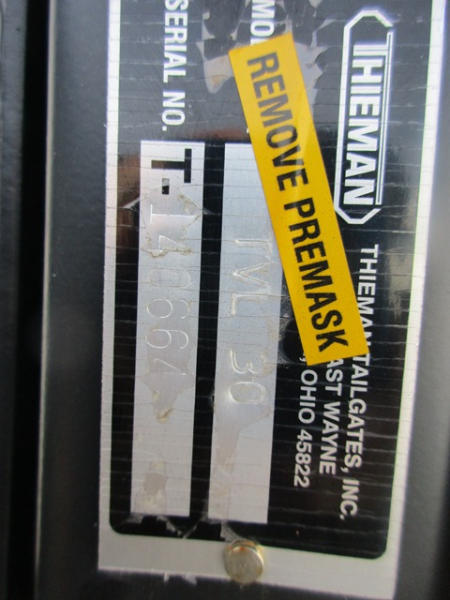 THIEMAN
THIEMAN TAILGATES, INC.
AST WAYNE
, OHIO 45822
REMOVE PREMASK
MO
TVL 30
SERIAL NO. T-140664